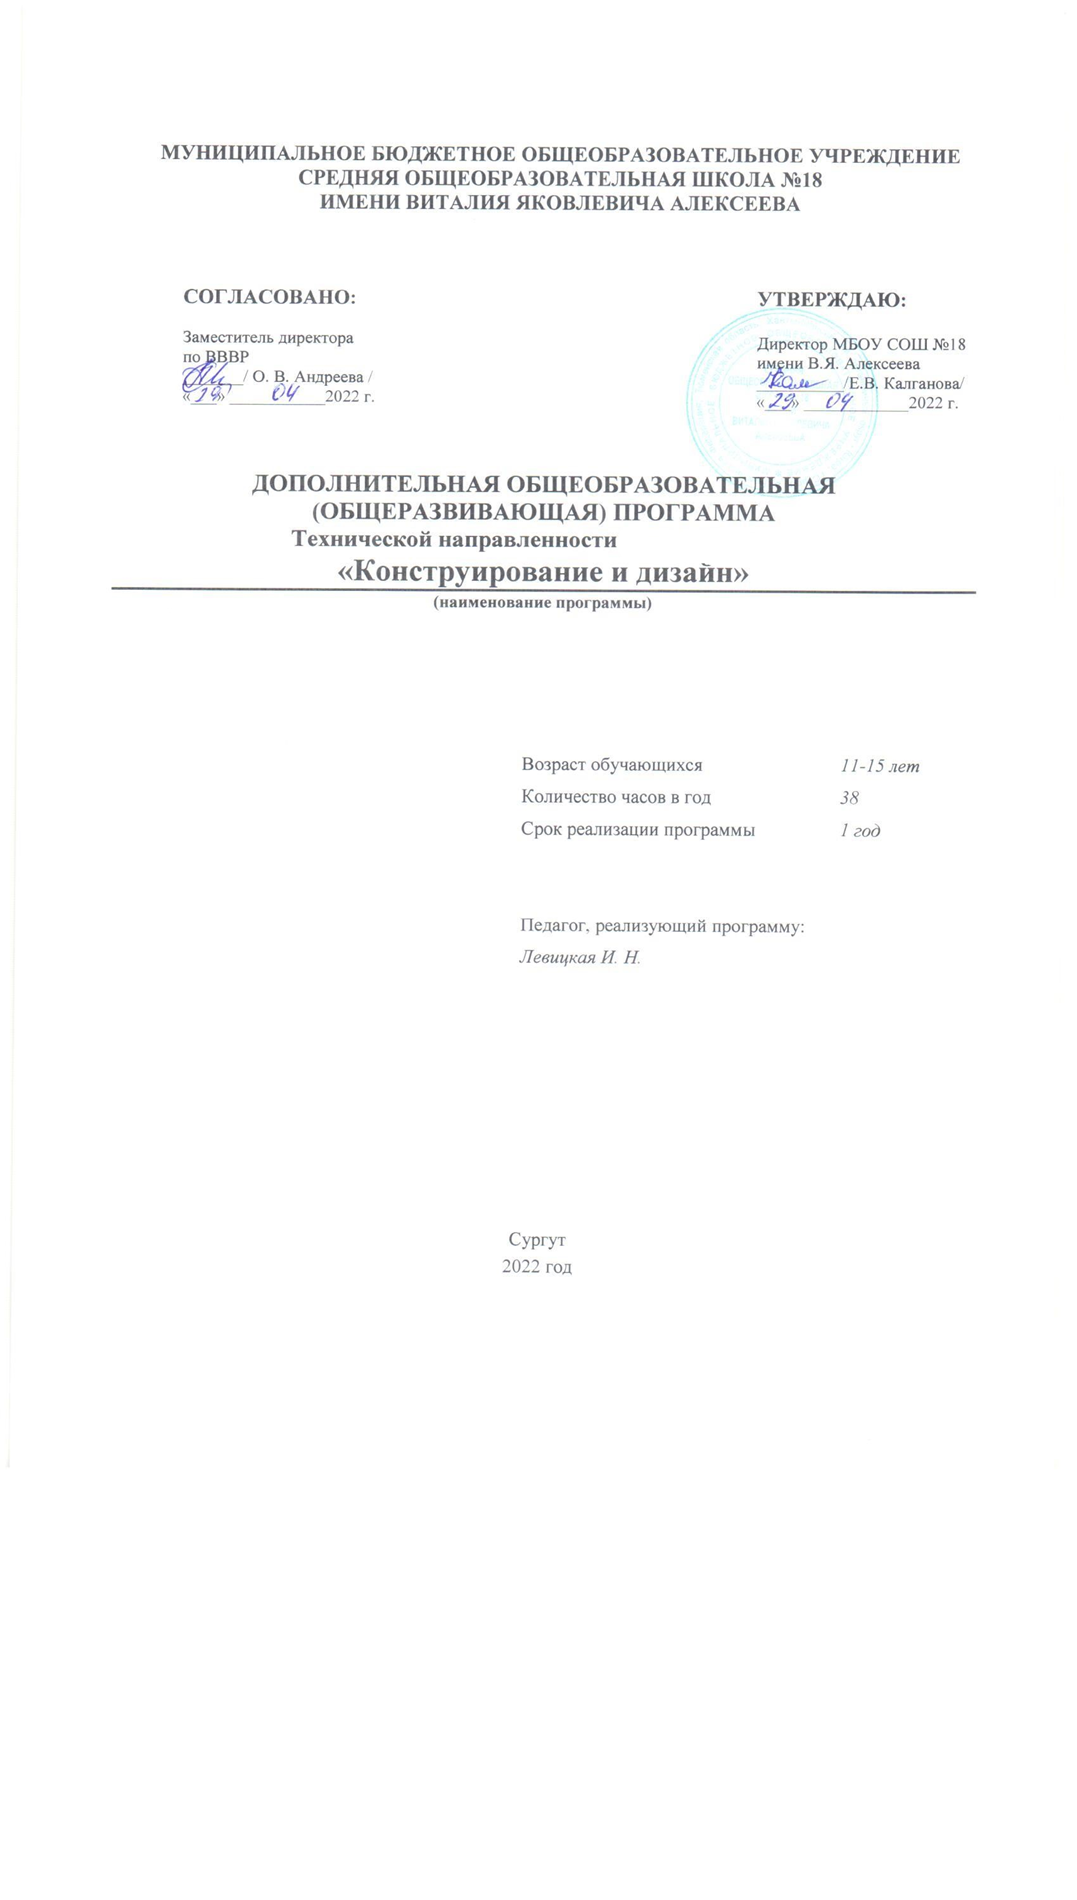 МУНИЦИПАЛЬНОЕ БЮДЖЕТНОЕ ОБЩЕОБРАЗОВАТЕЛЬНОЕ УЧРЕЖДЕНИЕ
СРЕДНЯЯ ОБЩЕОБРАЗОВАТЕЛЬНАЯ ШКОЛА №18
ИМЕНИ ВИТАЛИЯ ЯКОВЛЕВИЧА АЛЕКСЕЕВА
СОГЛАСОВАНО:
Заместитель директора
по ВВВР
/ О. В. Андреева /
«29» 04 2022 г.
УТВЕРЖДАЮ:
Директор МБОУ СОШ №18
имени В.Я. Алексеева
/Е.В. Калганова/
«29» 04 2022 г.
ДОПОЛНИТЕЛЬНАЯ ОБЩЕОБРАЗОВАТЕЛЬНАЯ
(ОБЩЕРАЗВИВАЮЩАЯ) ПРОГРАММА
Технической направленности
«Конструирование и дизайн»
(наименование программы)
Возраст обучающихся 11-15 лет
Количество часов в год 38
Срок реализации программы 1 год
Педагог, реализующий программу:
Левицкая И. Н.
Сургут
2022 год